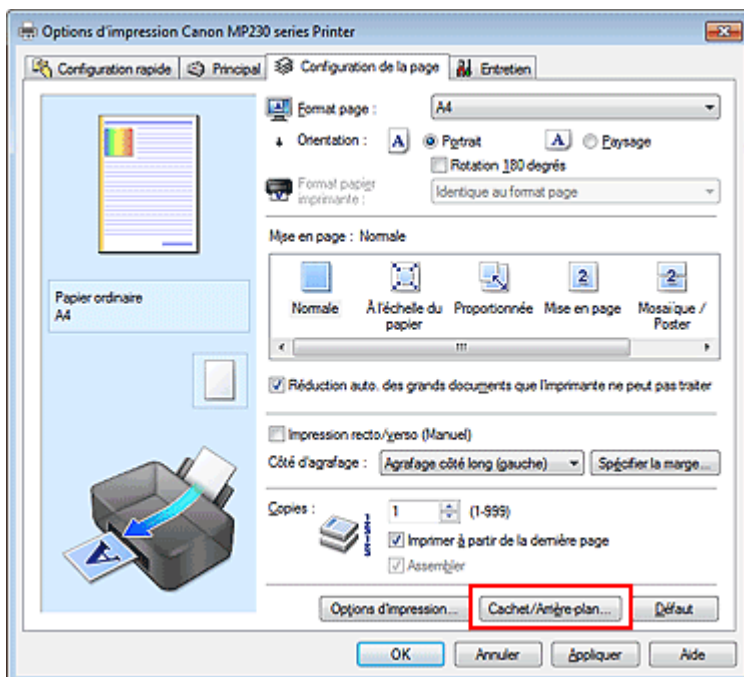 Options d'impression Canon MP230 series Printer
Configuration rapide Principal Configuration de la page Entretien
Format page : A4
Orientation : A Portrait A Paysage
Rotation 180 degrés
Format papier
imprimante : Identique au format page
Mise en page : Normale
2 2
Normale À l'échelle du Proportionnée Mise en page Mosaïque /
papier Poster
Papier ordinaire
A4
Réduction auto. des grands documents que l'imprimante ne peut pas traiter
Impression recto/verso (Manuel)
Côté d'agrafage : Agrafage côté long (gauche) Spécifier la marge...
Copies : 1 (1-999)
Imprimer à partir de la dernière page
Assembler
A
Options d'impression... Cachet/Arrière-plan... Défaut
OK Annuler Appliquer Aide